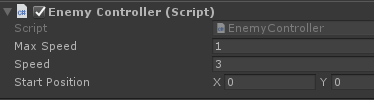 Enemy Controller (Script)
Script EnemyController
Max Speed 1
Speed 3
Start Position X 0 Y 0